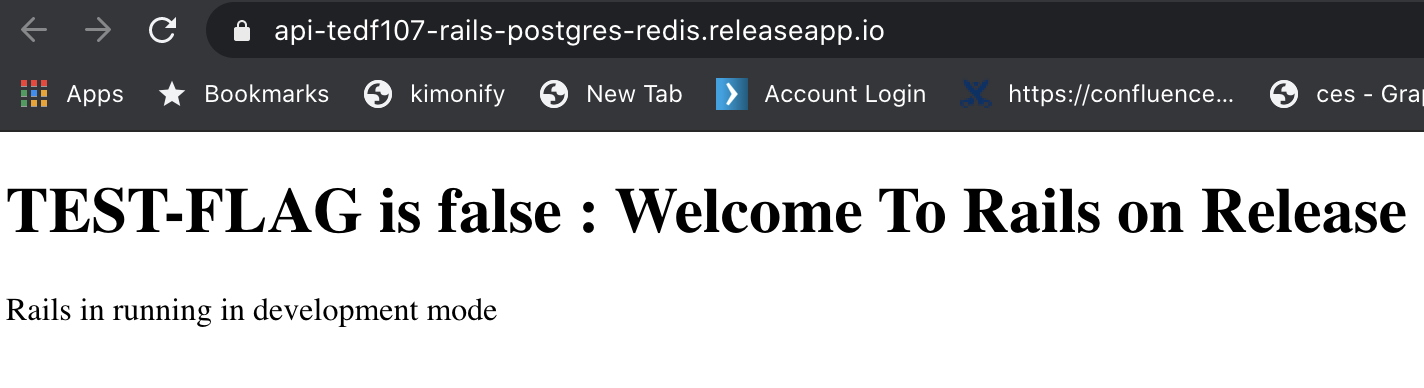 api-tedf107-rails-postgres-redis.releaseapp.io
Apps Bookmarks kimonify New Tab Account Login https://confluence... ces - Gra
TEST-FLAG is false : Welcome To Rails on Release
Rails in running in development mode